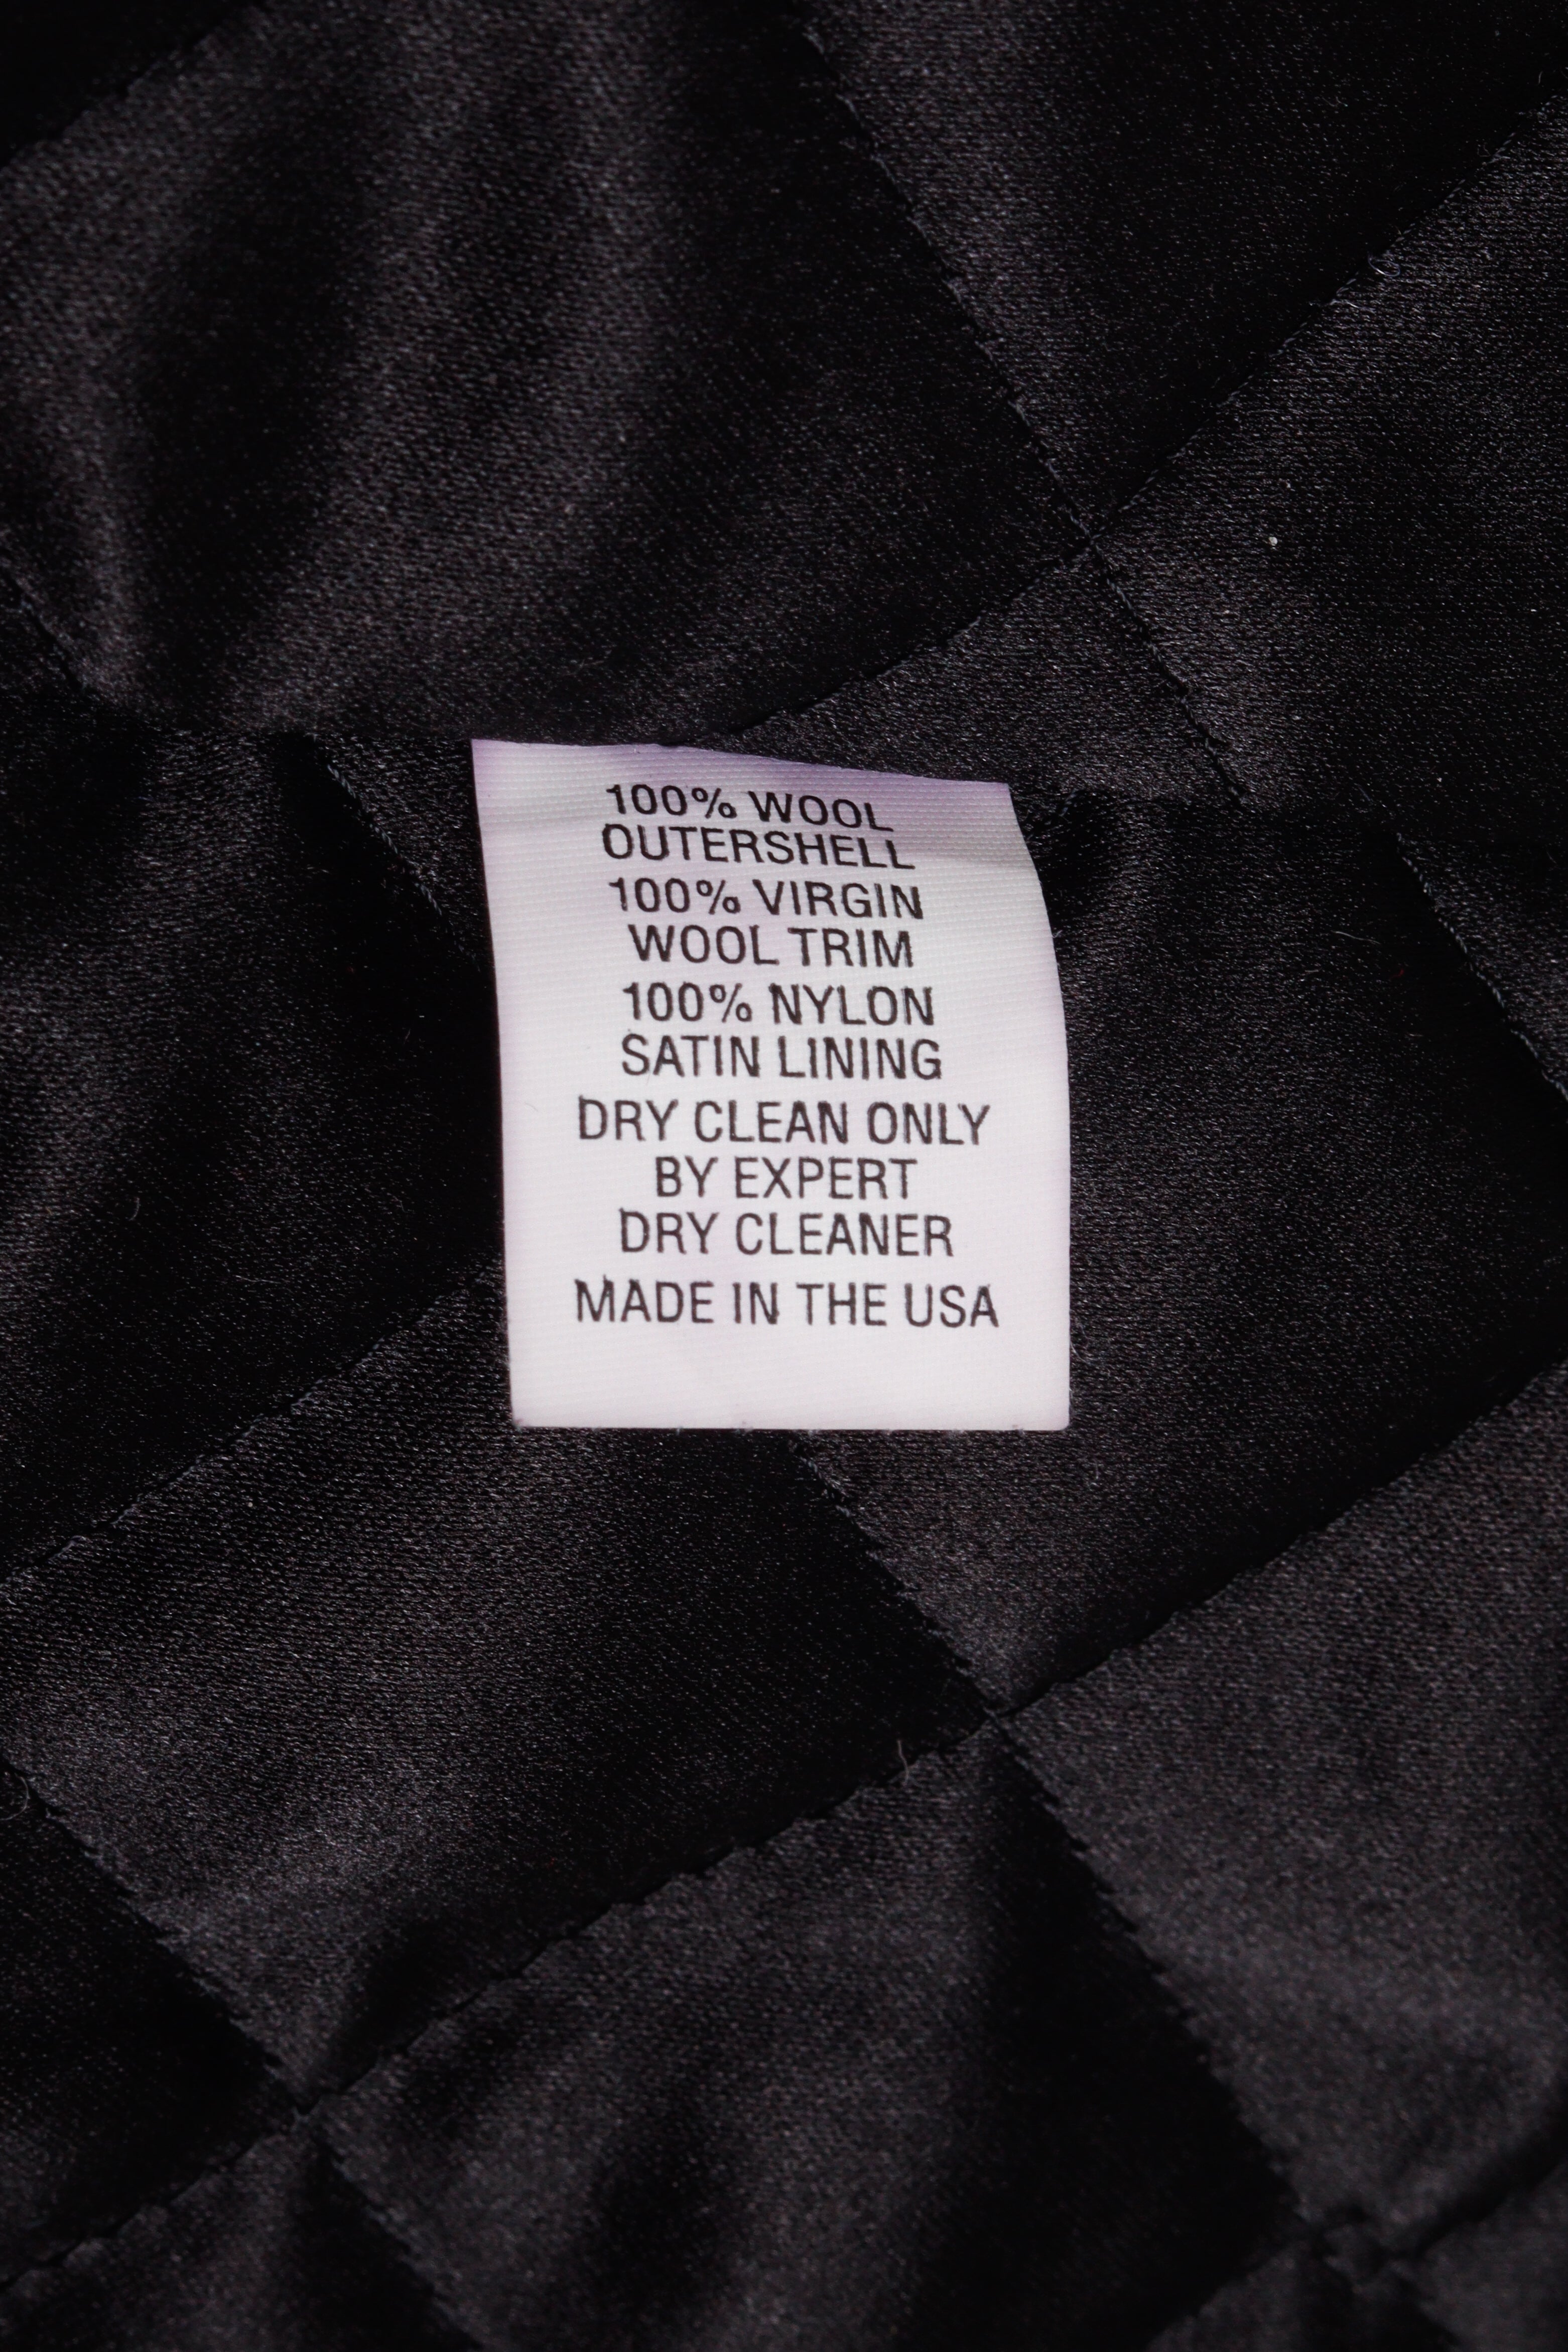 100% WOOL
OUTERSHELL
100% VIRGIN
WOOL TRIM
100% NYLON
SATIN LINING
DRY CLEAN ONLY
BY EXPERT
DRY CLEANER
MADE IN THE USA